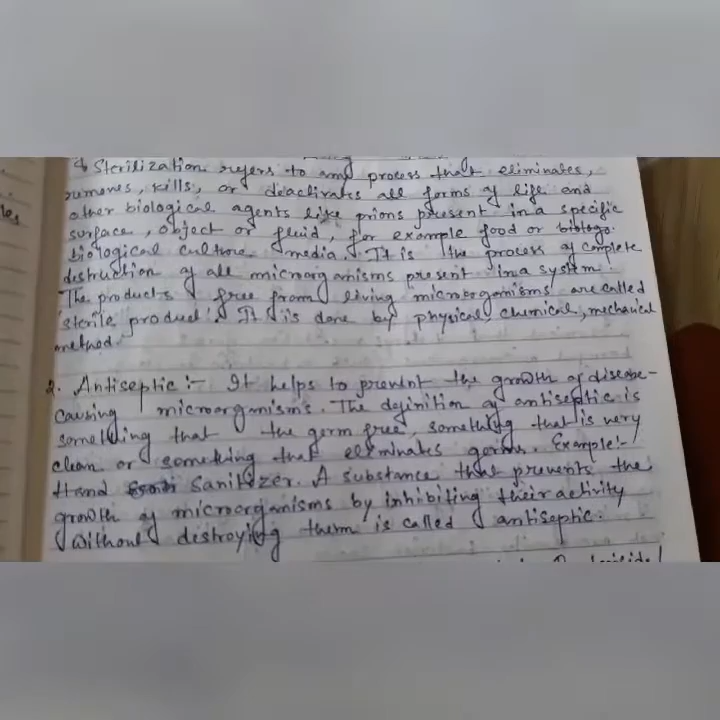 Sterilization refers to any process that eliminates,
removes, kills, or deactivates all forms of life and
other biological agents like prions present in a specific
surface, object or fluid, for example food or biologo.
biological culture media. It is the process of complete
destruction of all microorganisms present in a system.
The products free from living microorganisms are called
'sterile product'. It is done by physical, chemical, mechanical
method.
2. Antiseptic :- It helps to prevent the growth of disease-
causing microorganisms. The definition of antiseptic is
something that the germ free, something that is very
clean or something that eliminates germs. Example:-
Hand Sanitizer. A substance that prevents the
growth of microorganisms by inhibiting their activity
without destroying them is called antiseptic.